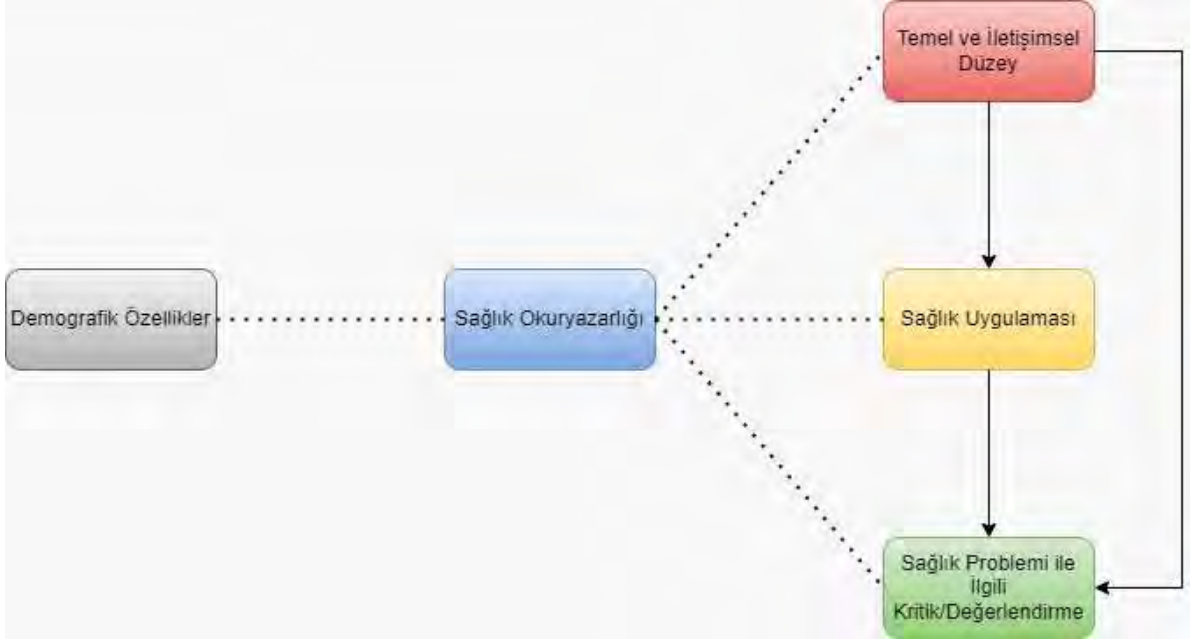 Temel ve İletişimsel
Düzey
Demografik Özellikler
Sağlık Okuryazarlığı
Sağlık Uygulaması
Sağlık Problemi ile
İlgili
Kritik/Değerlendirme